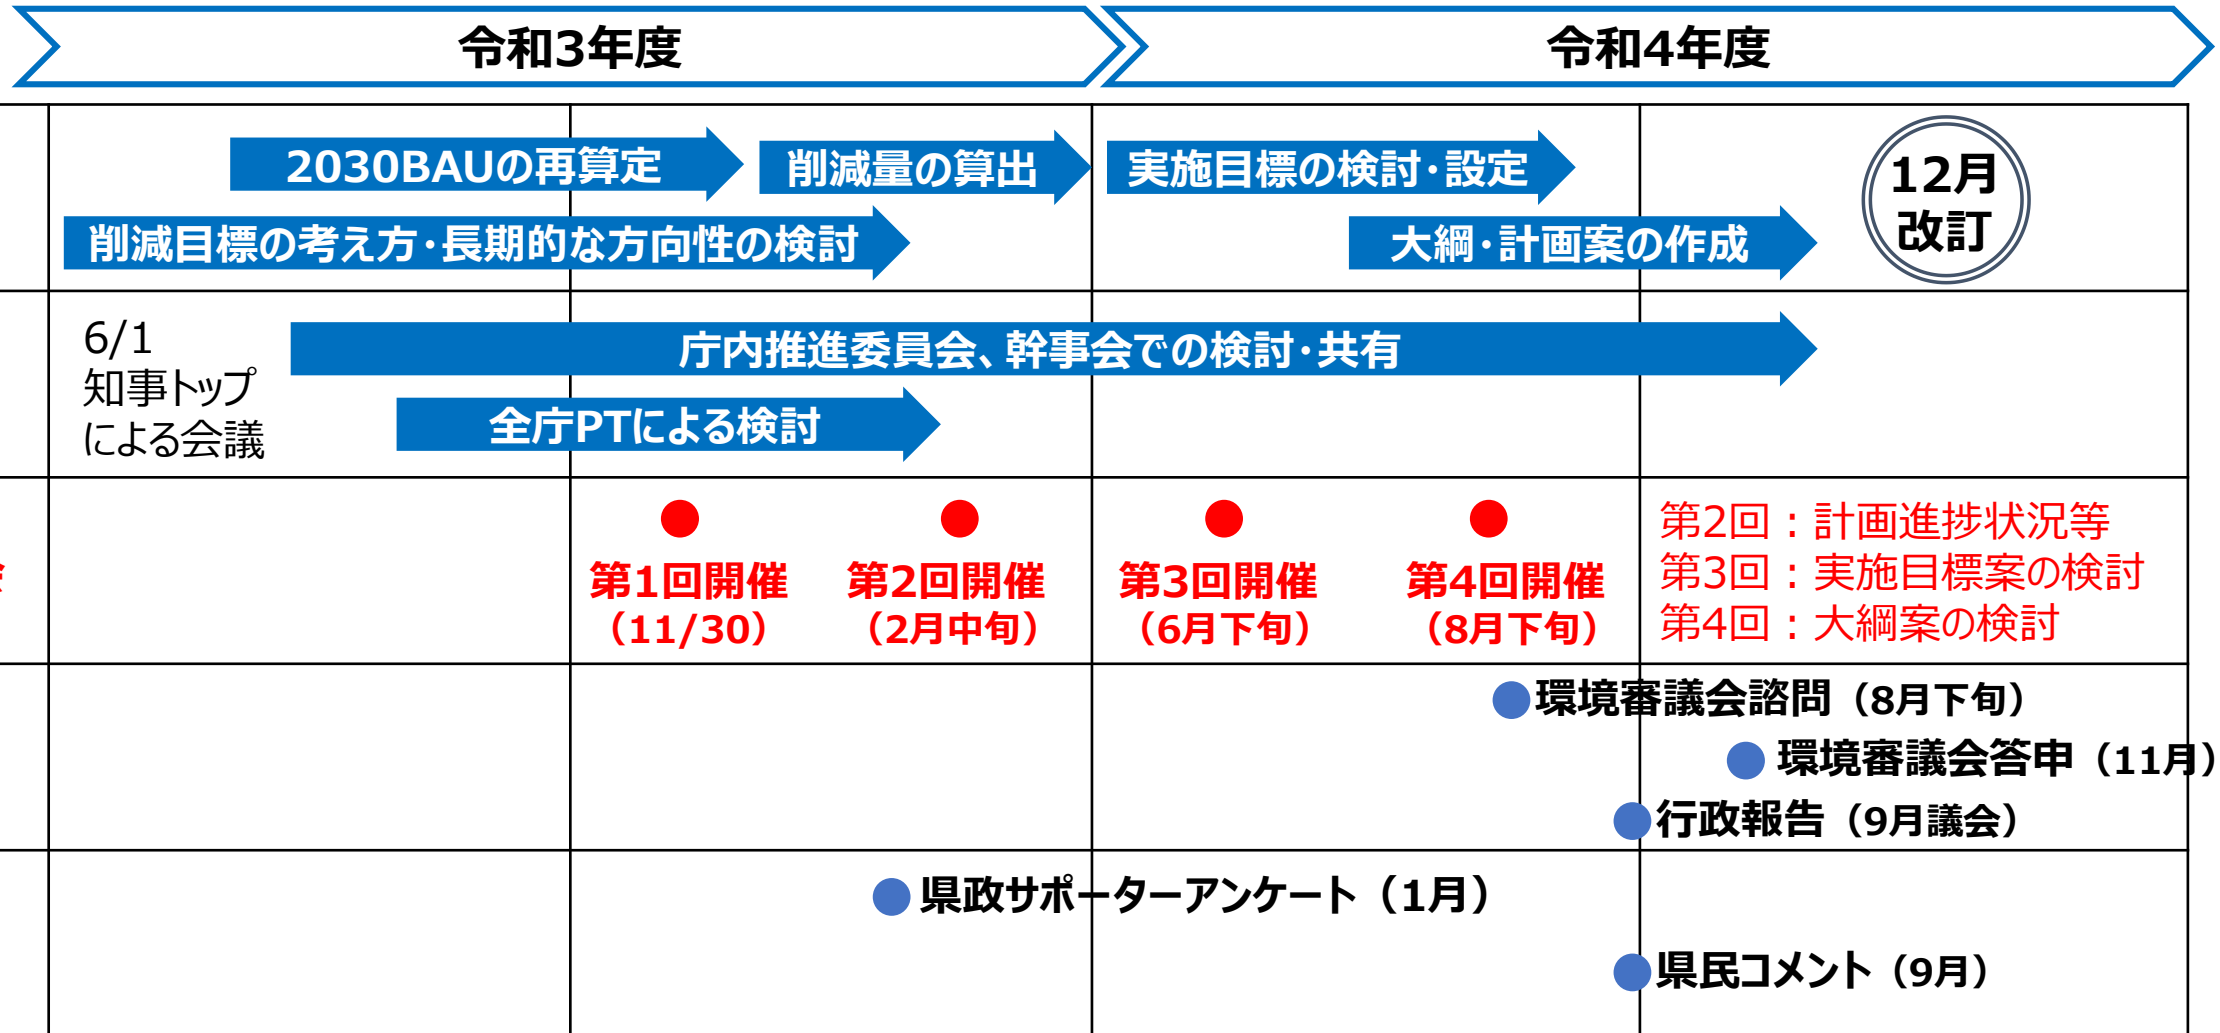 令和3年度
令和4年度
2030BAUの再算定
削減量の算出
実施目標の検討・設定
12月
改訂
削減目標の考え方・長期的な方向性の検討
大綱・計画案の作成
6/1
知事トップ
による会議
庁内推進委員会、幹事会での検討・共有
全庁PTによる検討
第1回開催
（11/30）
第2回開催
（2月中旬）
第3回開催
（6月下旬）
第4回開催
（8月下旬）
第2回：計画進捗状況等
第3回：実施目標案の検討
第4回：大綱案の検討
環境審議会諮問（8月下旬）
環境審議会答申（11月）
行政報告（9月議会）
県政サポーターアンケート（1月）
県民コメント（9月）